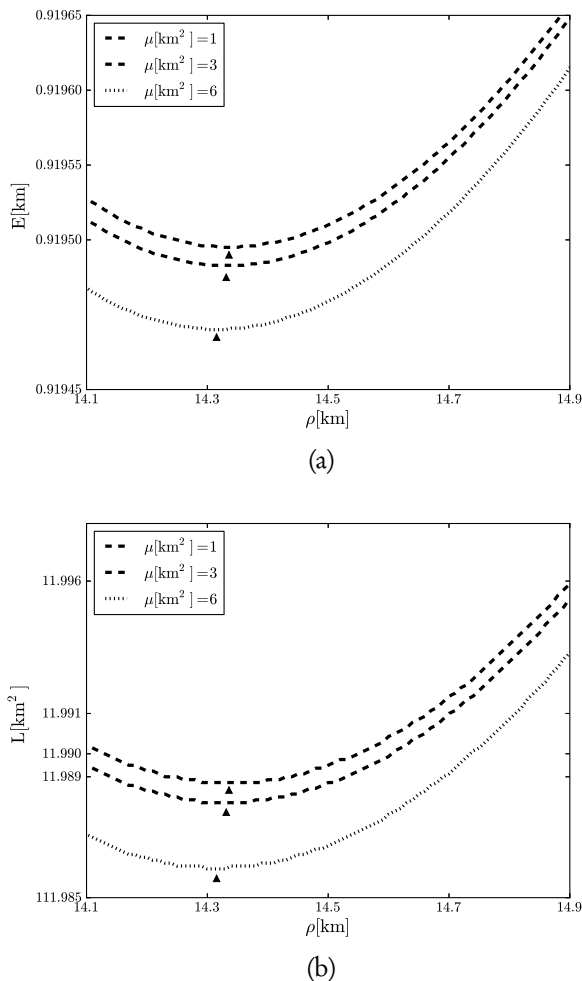 0.91965
μ[km² ]=1
μ[km² ]=3
μ[km² ]=6
0.91960
0.91955
E[km]
0.91950
0.91945
14.1 14.3 14.5 14.7 14.9
ρ[km]
(a)
μ[km² ]=1
μ[km² ]=3
μ[km² ]=6
11.996
L[km² ]
11.991
11.990
11.989
111.985
14.1 14.3 14.5 14.7 14.9
ρ[km]
(b)